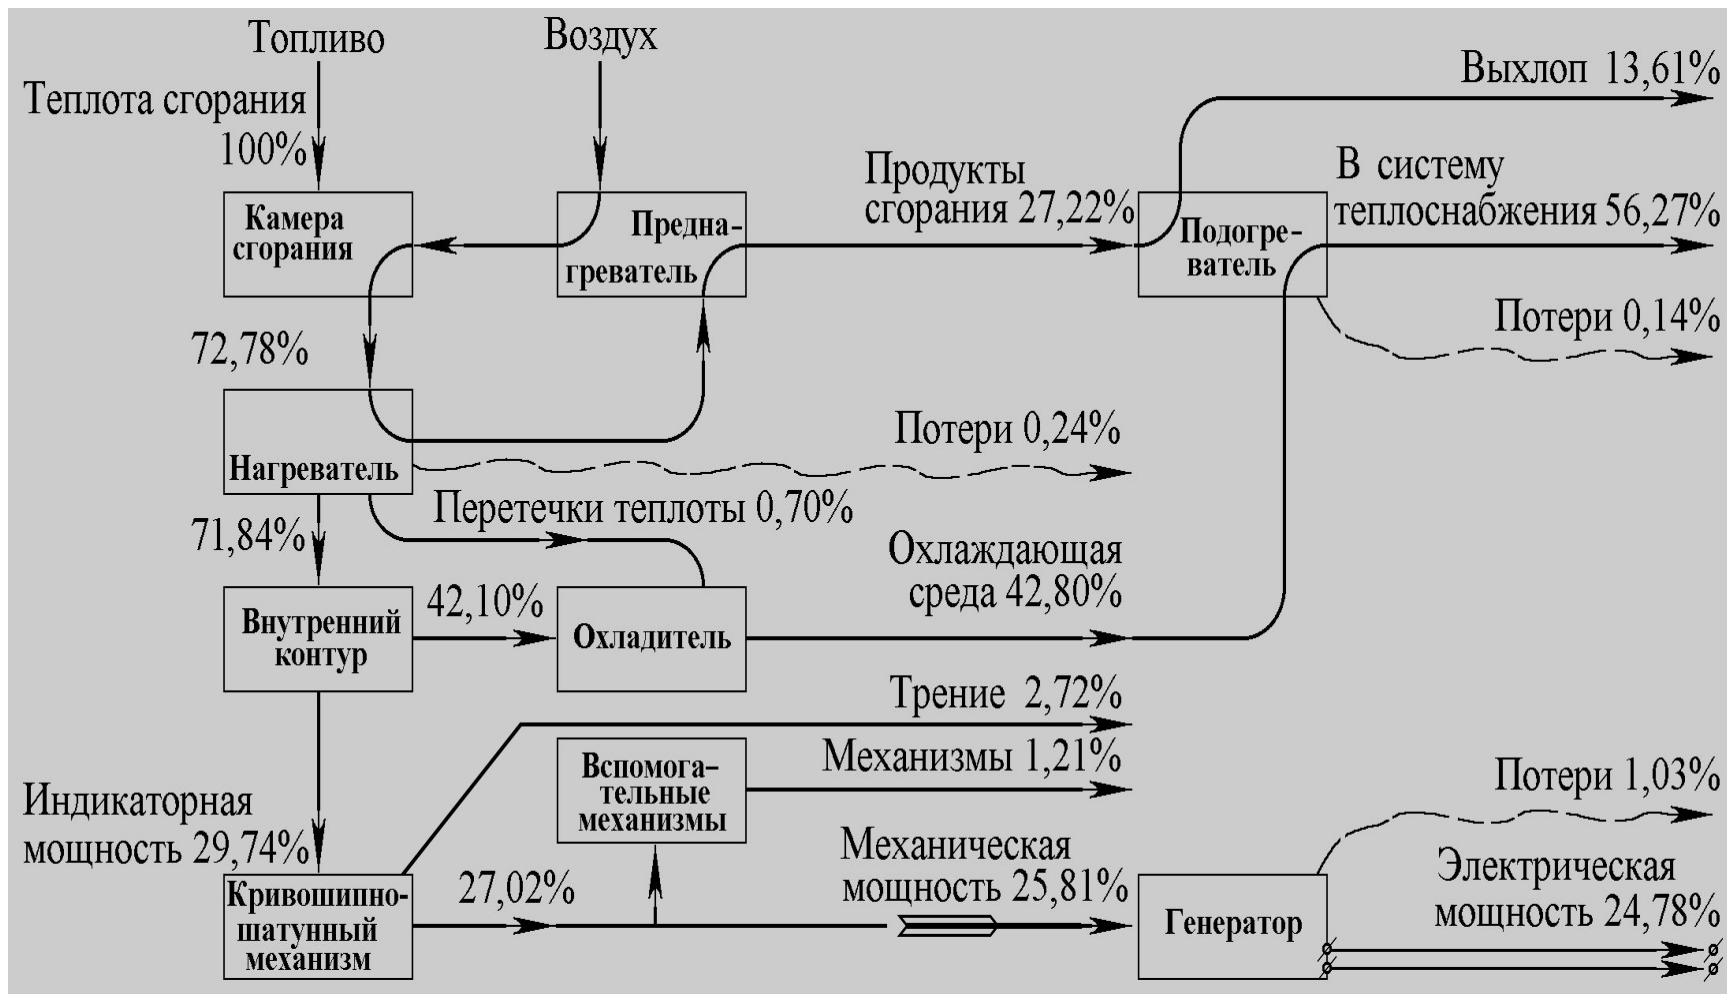 Топливо
Воздух
Теплота сгорания
100%
Выхлоп 13,61%
Камера
сгорания
Предна-
греватель
Продукты
сгорания 27,22%
Подогре-
ватель
В систему
теплоснабжения 56,27%
Потери 0,14%
72,78%
Нагреватель
Потери 0,24%
Перетечки теплоты 0,70%
71,84%
Внутренний
контур
42,10%
Охладитель
Охлаждающая
среда 42,80%
Трение 2,72%
Вспомога-
тельные
механизмы
Механизмы 1,21%
Индикаторная
мощность 29,74%
Кривошипно-
шатунный
механизм
27,02%
Механическая
мощность 25,81%
Генератор
Потери 1,03%
Электрическая
мощность 24,78%